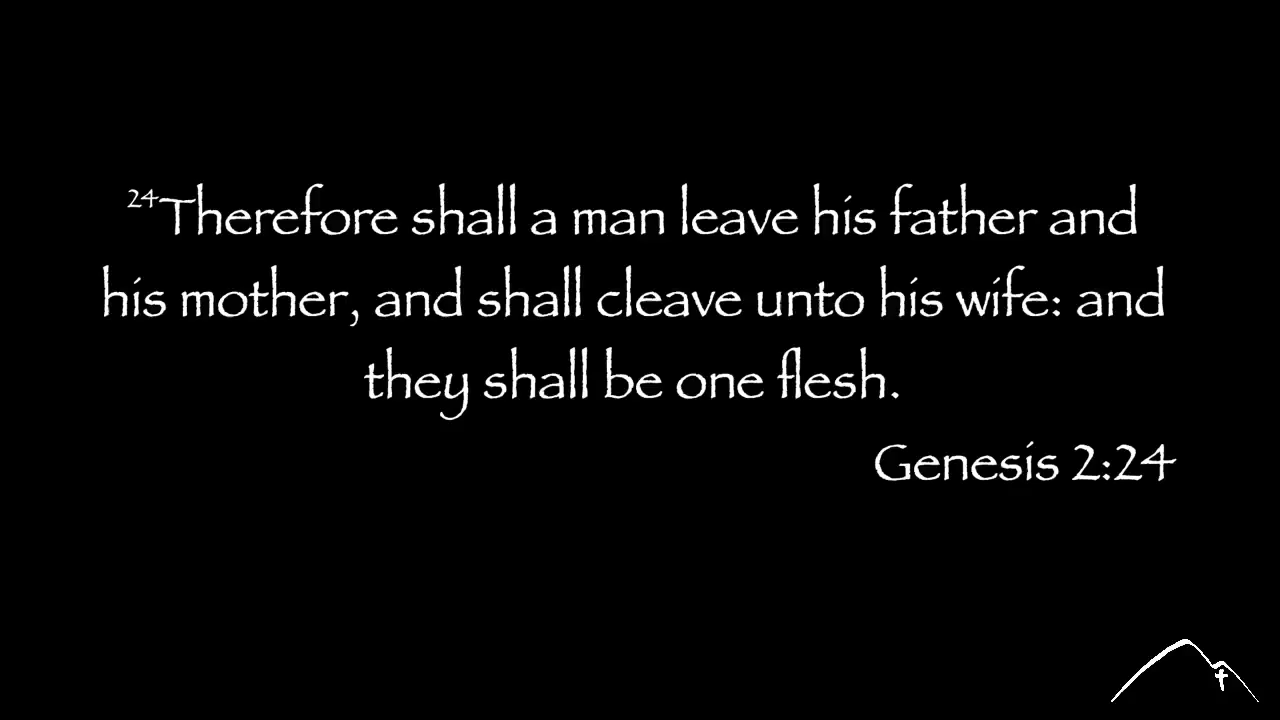 24Therefore shall a man leave his father and
his mother, and shall cleave unto his wife: and
they shall be one flesh.
Genesis 2:24